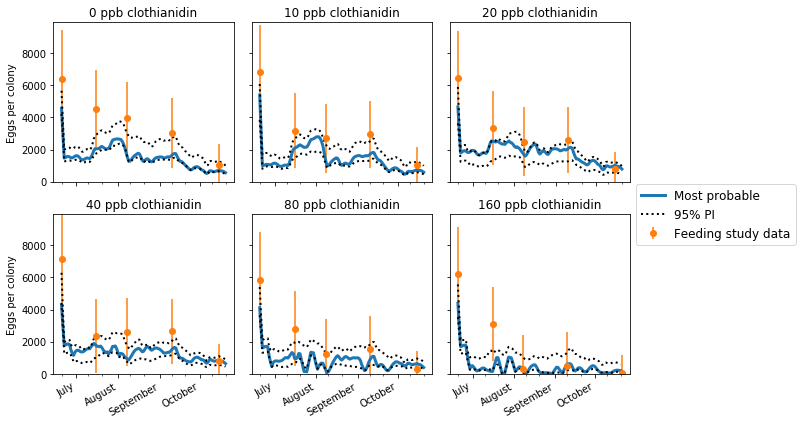 0 ppb clothianidin
10 ppb clothianidin
20 ppb clothianidin
Eggs per colony
8000
6000
4000
2000
0
40 ppb clothianidin
80 ppb clothianidin
160 ppb clothianidin
Eggs per colony
8000
6000
4000
2000
0
July
August
September
October
July
August
September
October
July
August
September
October
Most probable
95% PI
Feeding study data